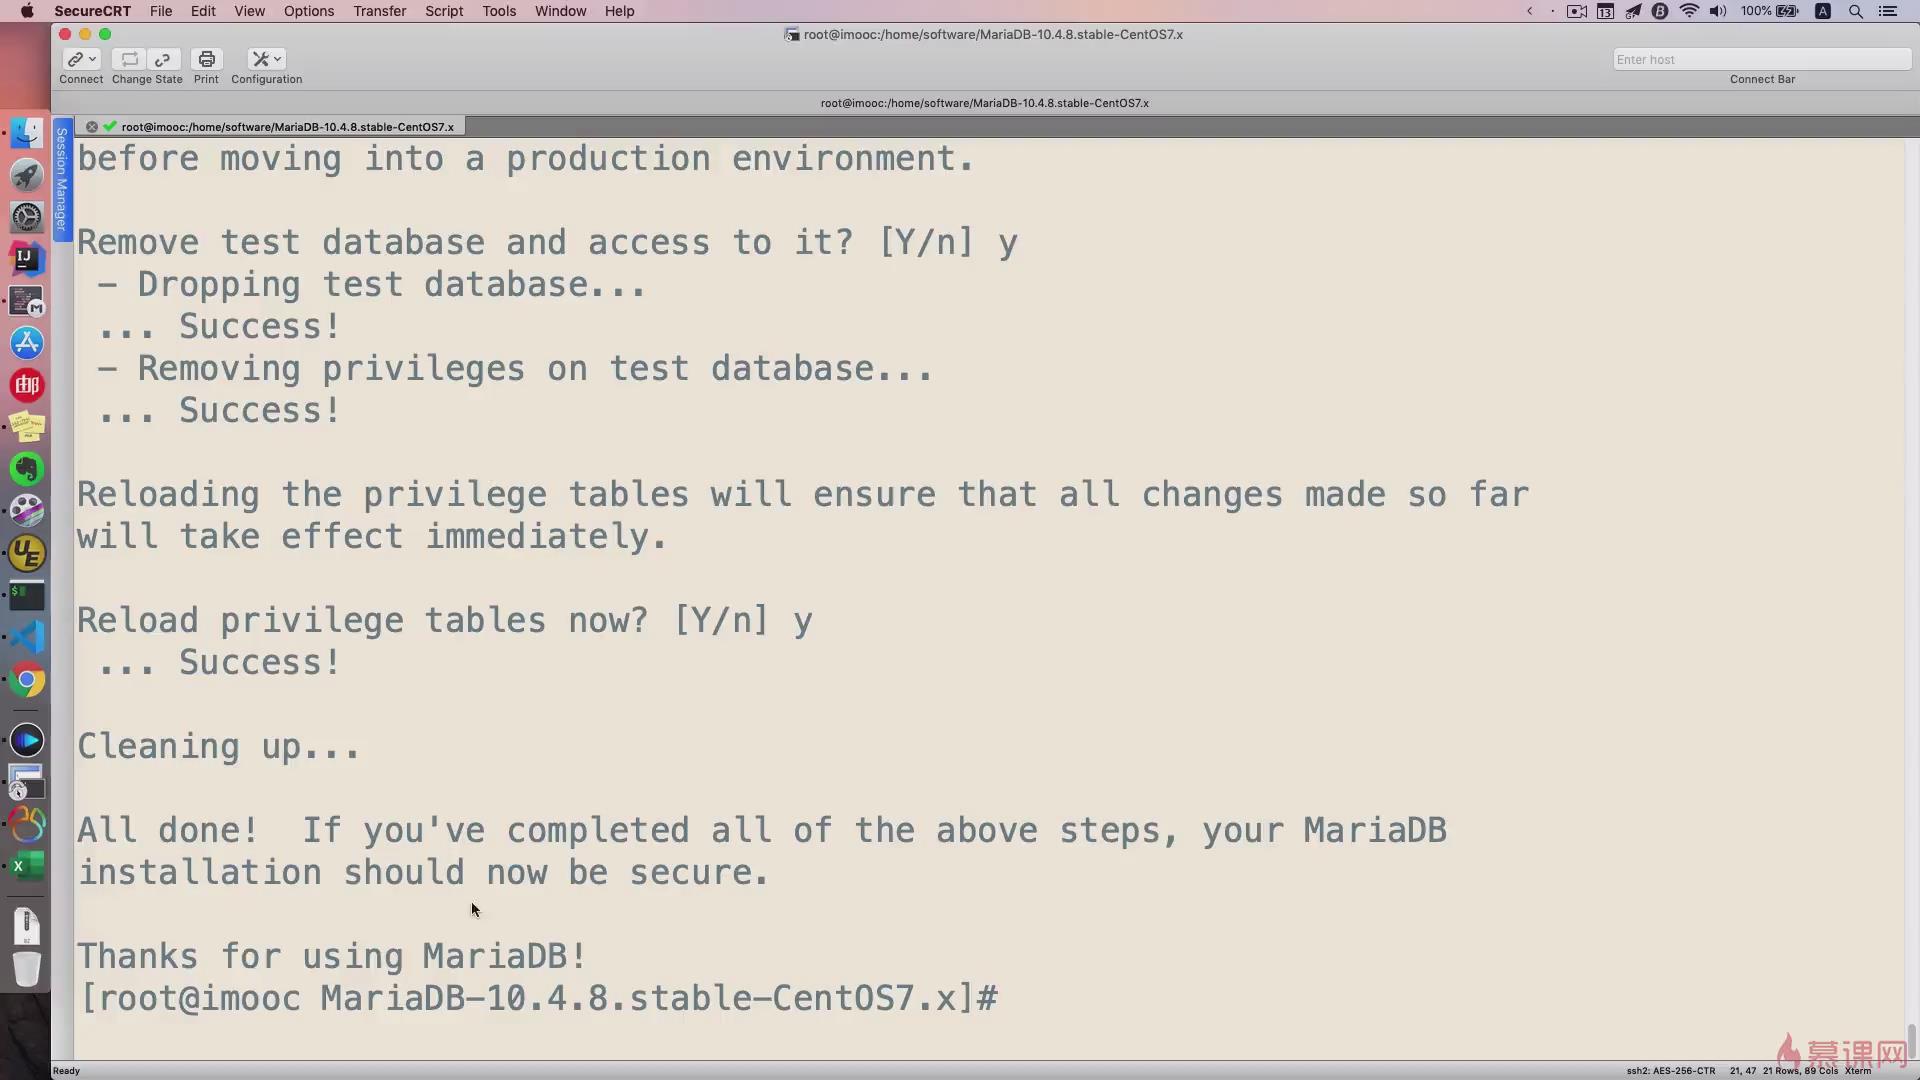 SecureCRT File Edit View Options Transfer Script Tools Window Help
13 100% A
root@imooc:/home/software/MariaDB-10.4.8.stable-CentOS7.x
Enter host
Connect Change State Print Configuration Connect Bar
root@imooc:/home/software/MariaDB-10.4.8.stable-CentOS7.x
root@imooc:/home/software/MariaDB-10.4.8.stable-CentOS7.x
Session Manager
before moving into a production environment.
Remove test database and access to it? [Y/n] y
 - Dropping test database...
 ... Success!
 - Removing privileges on test database...
 ... Success!
Reloading the privilege tables will ensure that all changes made so far
will take effect immediately.
Reload privilege tables now? [Y/n] y
 ... Success!
Cleaning up...
All done!  If you've completed all of the above steps, your MariaDB
installation should now be secure.
Thanks for using MariaDB!
[root@imooc MariaDB-10.4.8.stable-CentOS7.x]#
慕课网
Ready ssh2: AES-256-CTR 21, 47 21 Rows, 89 Cols Xterm